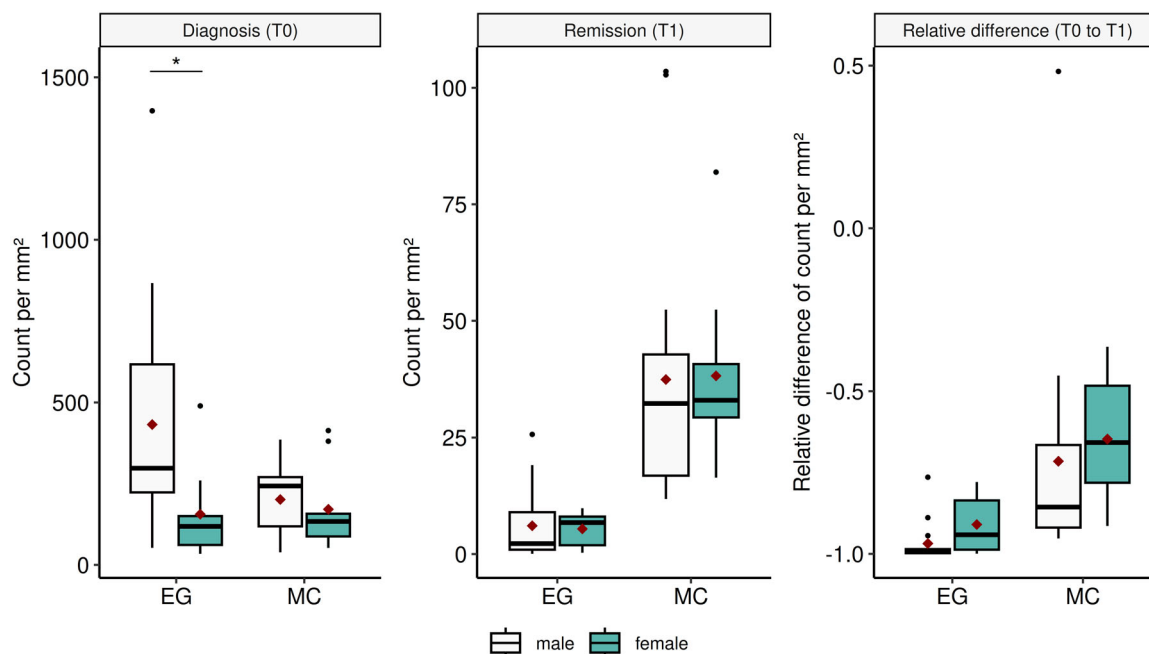 Diagnosis (T0)
*
Count per mm²
1500
1000
500
0
EG MC
Remission (T1)
Count per mm²
100
75
50
25
0
EG MC
Relative difference (T0 to T1)
Relative difference of count per mm²
0.5
0.0
-0.5
-1.0
EG MC
male female